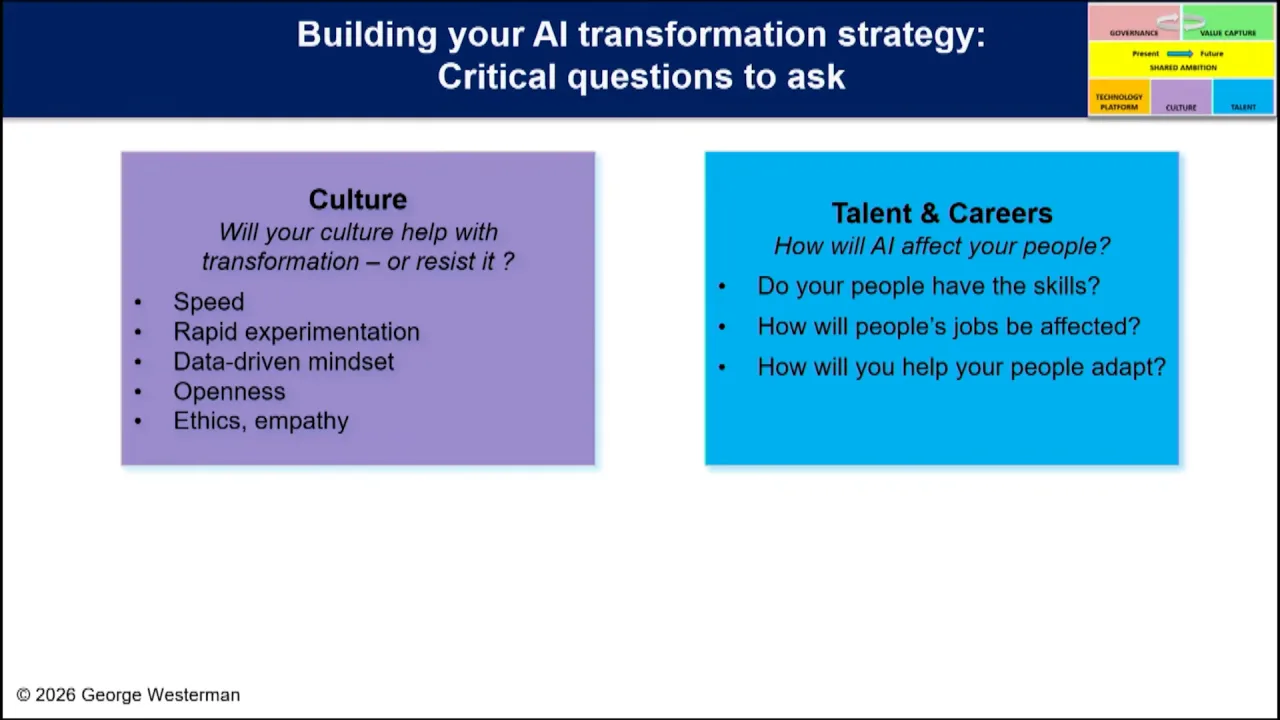 Building your AI transformation strategy:
Critical questions to ask
GOVERNANCE
VALUE CAPTURE
Present
Future
SHARED AMBITION
TECHNOLOGY
PLATFORM
CULTURE
TALENT
Culture
Will your culture help with
transformation – or resist it ?
• Speed
• Rapid experimentation
• Data-driven mindset
• Openness
• Ethics, empathy
Talent & Careers
How will AI affect your people?
• Do your people have the skills?
• How will people’s jobs be affected?
• How will you help your people adapt?
© 2026 George Westerman